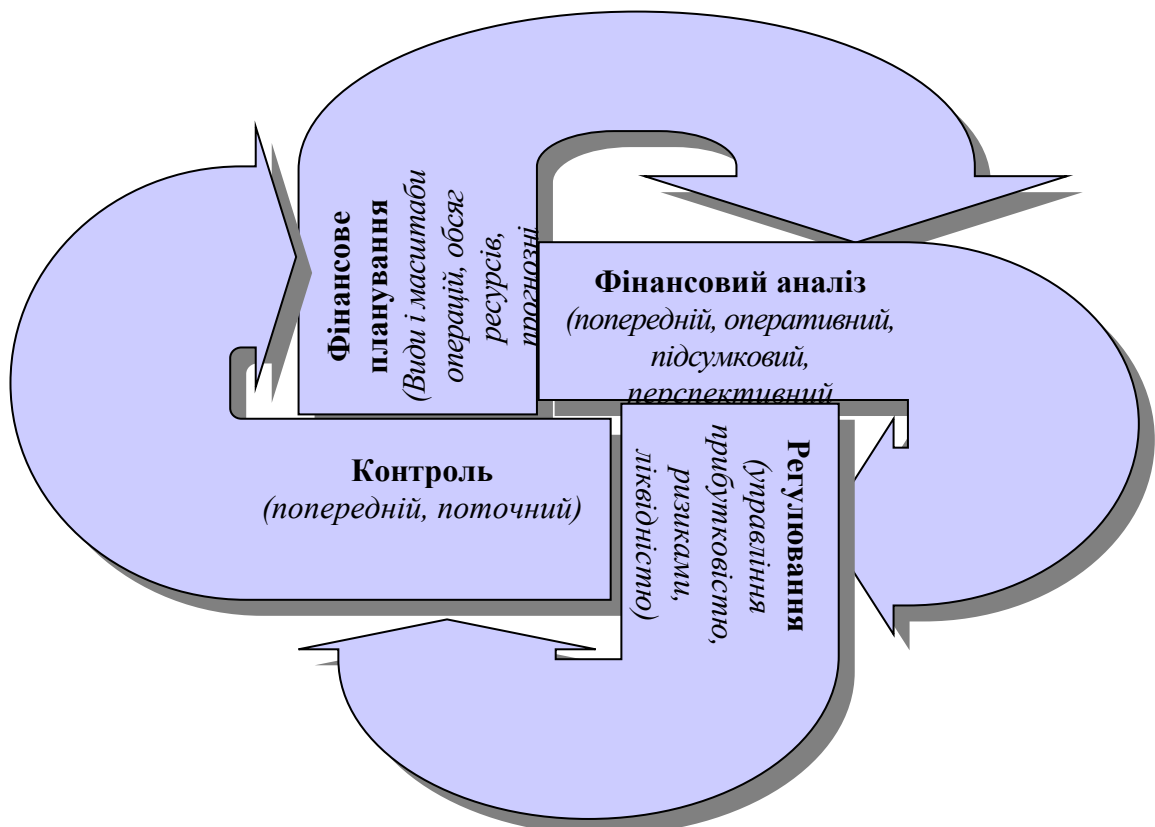 Фінансове
планування
(Види і масштаби
операцій, обсяг
ресурсів,
прогнозні
Фінансовий аналіз
(попередній, оперативний,
підсумковий,
перспективний
Регулювання
(управління
прибутковістю,
ризиками,
ліквідністю)
Контроль
(попередній, поточний)